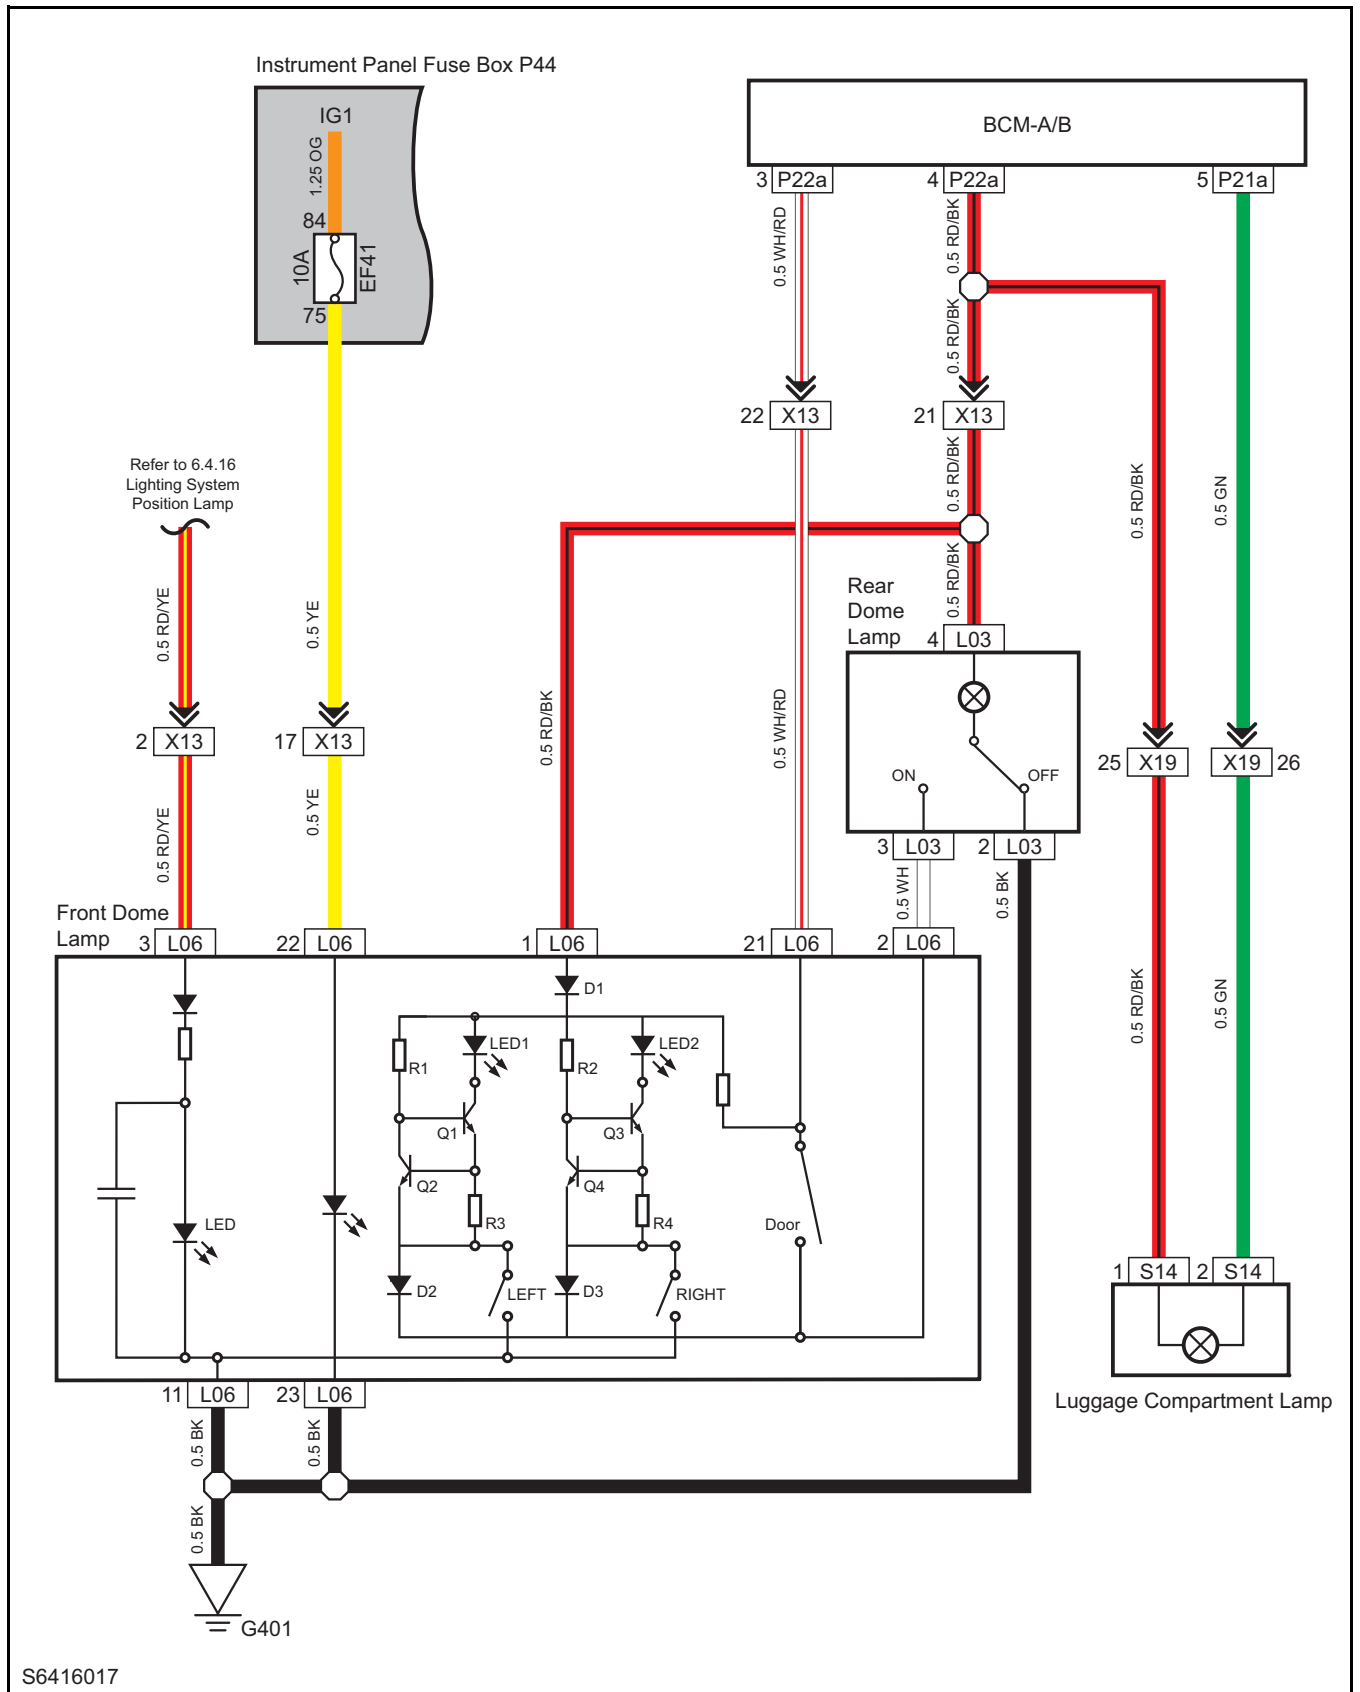 Instrument Panel Fuse Box P44
IG1
1.25 OG
84
10A
EF41
75
BCM-A/B
3 P22a
4 P22a
5 P21a
0.5 WH/RD
0.5 RD/BK
0.5 RD/BK
22 X13
21 X13
Refer to 6.4.16
Lighting System
Position Lamp
0.5 RD/BK
0.5 RD/BK
0.5 GN
0.5 RD/YE
0.5 YE
0.5 RD/BK
Rear
Dome
Lamp
4 L03
2 X13
17 X13
0.5 RD/BK
0.5 WH/RD
ON
OFF
25 X19
X19 26
0.5 RD/YE
0.5 YE
3 L03
2 L03
0.5 WH
0.5 BK
Front Dome
Lamp
3 L06
22 L06
1 L06
21 L06
2 L06
D1
0.5 RD/BK
0.5 GN
R1
LED1
R2
LED2
Q1
Q3
Q2
Q4
LED
R3
R4
Door
D2
LEFT
D3
RIGHT
1 S14
2 S14
11 L06
23 L06
Luggage Compartment Lamp
0.5 BK
0.5 BK
0.5 BK
G401
S6416017